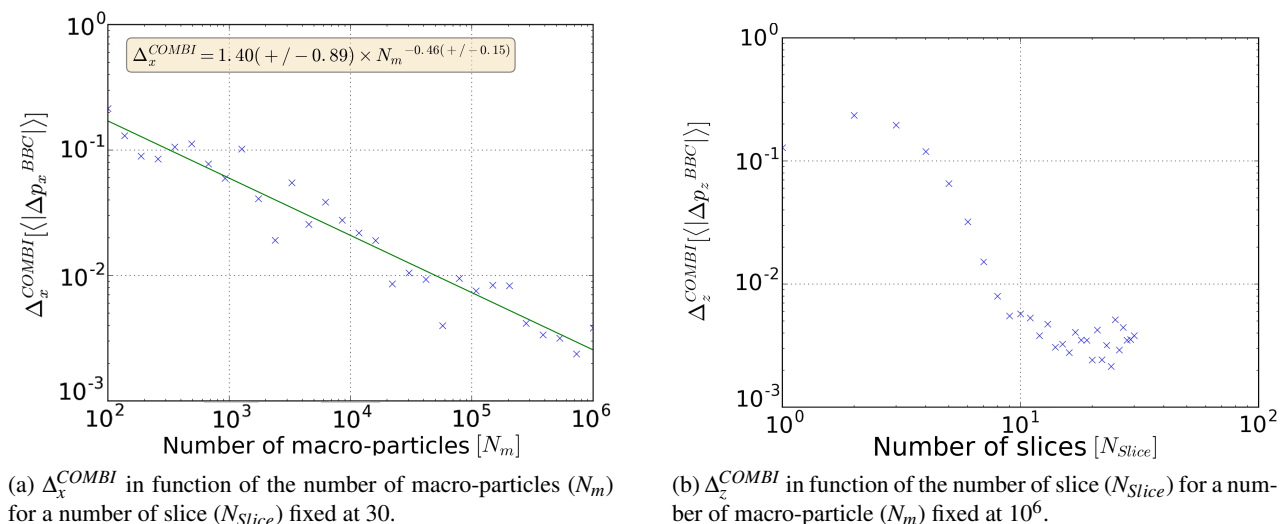 10^0
10^-1
10^-2
10^-3
10^2 10^3 10^4 10^5 10^6
Δ_x^COMBI = 1.40(+/−0.89) × N_m^−0.46(+/−0.15)
Δ_x^COMBI [⟨|Δp_x^BBC|⟩]
Number of macro-particles [N_m]
(a) Δ_x^COMBI in function of the number of macro-particles (N_m)
for a number of slice (N_Slice) fixed at 30.
10^0
10^-1
10^-2
10^-3
10^0 10^1 10^2
Δ_z^COMBI [⟨|Δp_z^BBC|⟩]
Number of slices [N_Slice]
(b) Δ_z^COMBI in function of the number of slice (N_Slice) for a num-
ber of macro-particle (N_m) fixed at 10^6.